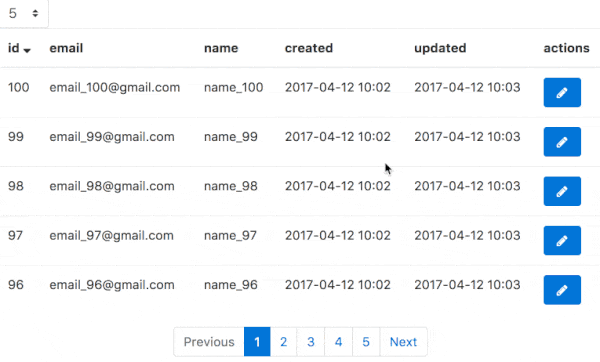 5
id email name created updated actions
100 email_100@gmail.com name_100 2017-04-12 10:02 2017-04-12 10:03
99 email_99@gmail.com name_99 2017-04-12 10:02 2017-04-12 10:03
98 email_98@gmail.com name_98 2017-04-12 10:02 2017-04-12 10:03
97 email_97@gmail.com name_97 2017-04-12 10:02 2017-04-12 10:03
96 email_96@gmail.com name_96 2017-04-12 10:02 2017-04-12 10:03
Previous 1 2 3 4 5 Next